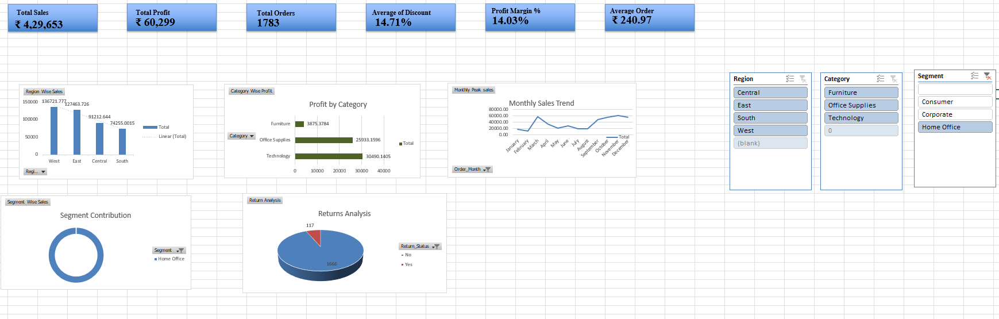 Total Sales
₹ 4,29,653
Total Profit
₹ 60,299
Total Orders
1783
Average of Discount
14.71%
Profit Margin %
14.03%
Average Order
₹ 240.97
Region Wise Sales
150000
100000
50000
0
136721.777
127463.726
91212.644
74255.0015
West
East
Central
South
Total
Linear (Total)
Regi...
Category Wise Profit
Profit by Category
Category
Furniture
3875.3784
Office Supplies
25933.1596
Technology
30490.1405
0
10000
20000
30000
40000
Total
Monthly Peak sales
Monthly Sales Trend
80000.00
60000.00
40000.00
20000.00
0.00
January
February
March
April
May
June
July
August
September
October
November
December
Total
Order_Month
Region
Central
East
South
West
(blank)
Category
Furniture
Office Supplies
Technology
0
Segment
Consumer
Corporate
Home Office
Segment Wise Sales
Segment Contribution
Segment
Home Office
Return Analysis
Returns Analysis
117
1666
Return_Status
No
Yes